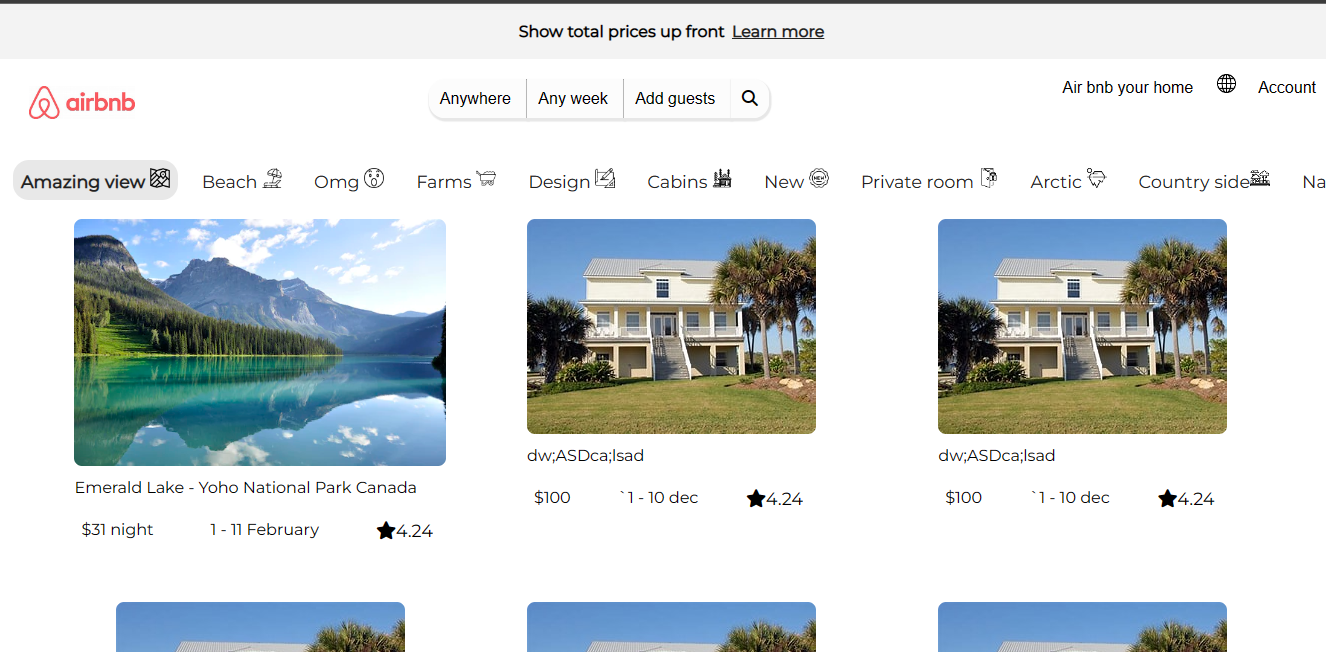 Show total prices up front Learn more
airbnb
Anywhere Any week Add guests
Air bnb your home Account
Amazing view Beach Omg Farms Design Cabins New NEW Private room Arctic Country side Na
Emerald Lake - Yoho National Park Canada
$31 night 1 - 11 February 4.24
dw;ASDca;lsad
$100 `1 - 10 dec 4.24
dw;ASDca;lsad
$100 `1 - 10 dec 4.24